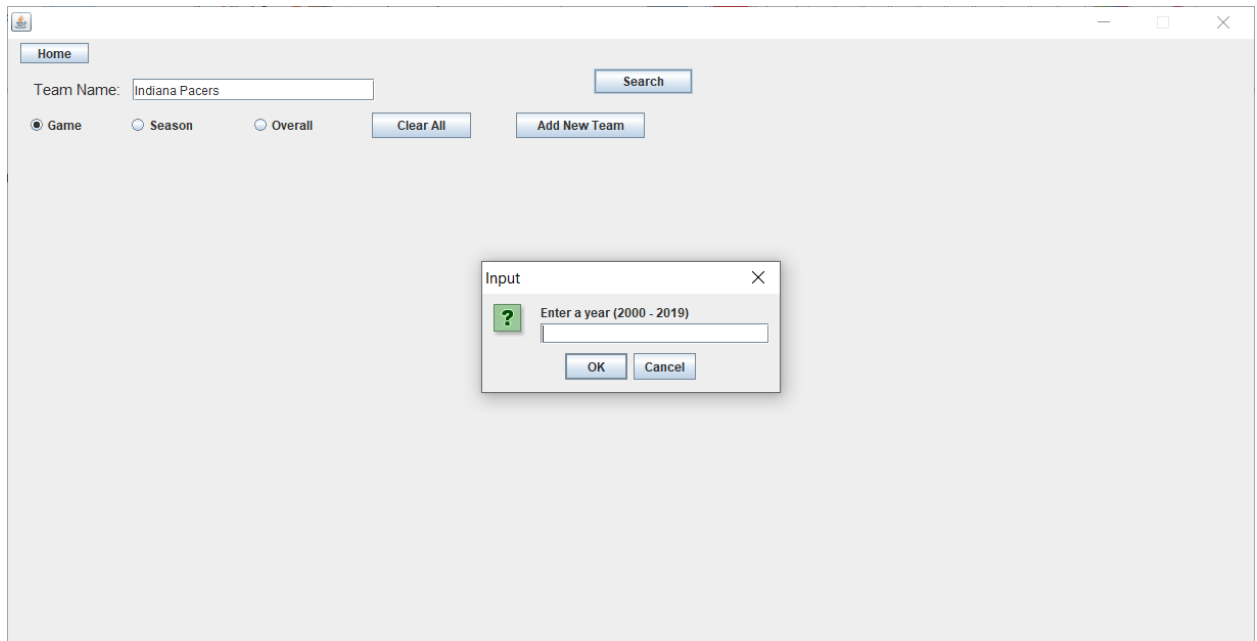 Home
Team Name: Indiana Pacers
Search
Game Season Overall Clear All Add New Team
Input
?
Enter a year (2000 - 2019)
OK Cancel